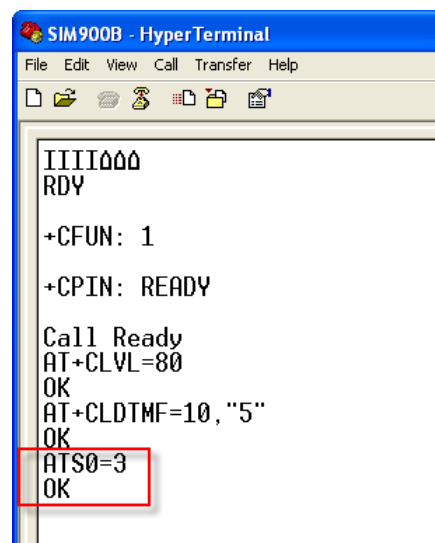 SIM900B - HyperTerminal
File Edit View Call Transfer Help
IIIIΔΔΔ
RDY
+CFUN: 1
+CPIN: READY
Call Ready
AT+CLVL=80
OK
AT+CLDTMF=10,"5"
OK
ATS0=3
OK